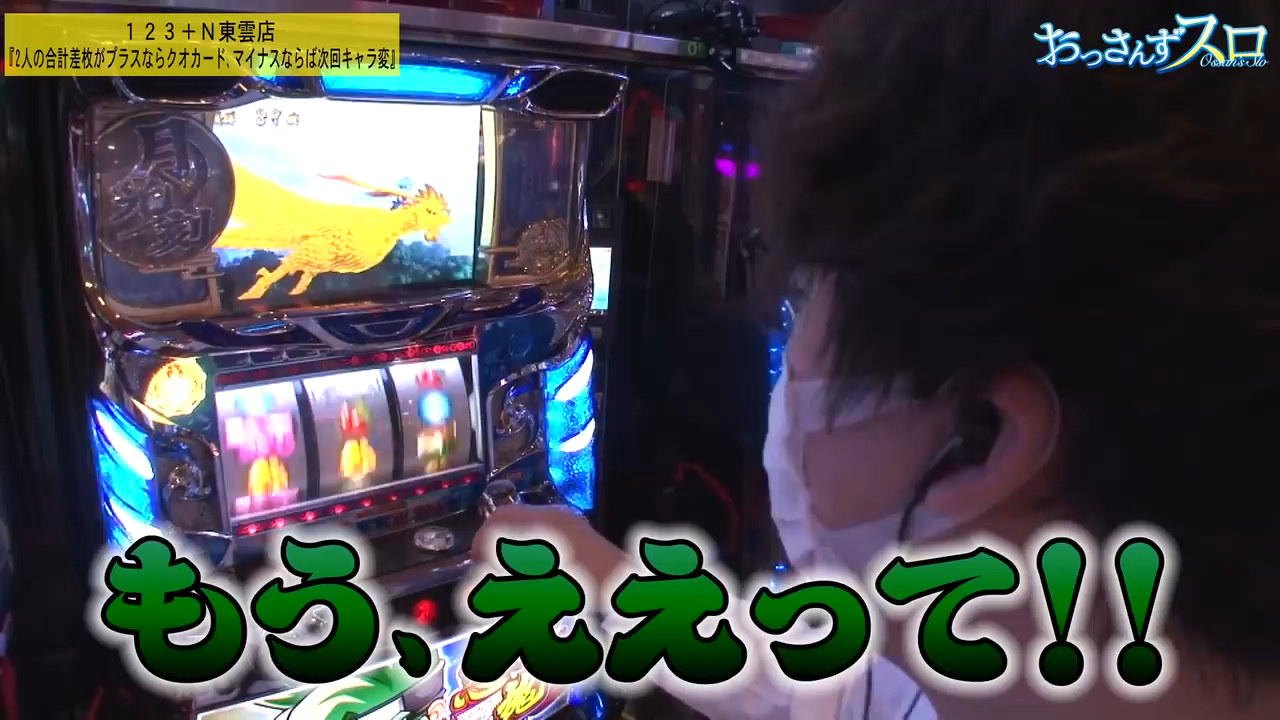 １２３＋Ｎ東雲店
『2人の合計差枚がプラスならクオカード、マイナスならば次回キャラ変』
おっさんずスロ
Ossan's Slo
87
もう、ええって!!